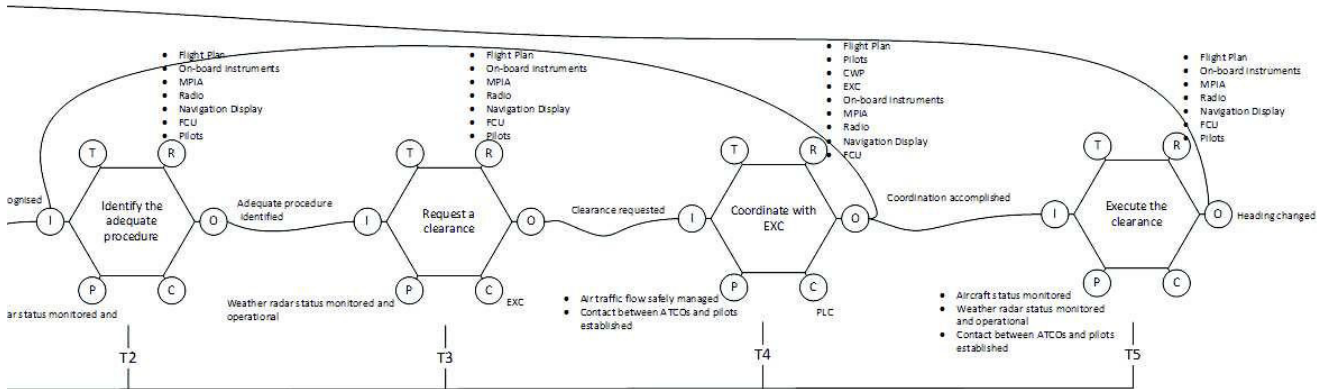 Flight Plan
On-board Instruments
MPIA
Radio
Navigation Display
FCU
Pilots
Flight Plan
On-board Instruments
MPIA
Radio
Navigation Display
FCU
Pilots
Flight Plan
Pilots
CWP
EXC
On-board Instruments
MPIA
Radio
Navigation Display
FCU
Flight Plan
On-board Instruments
MPIA
Radio
Navigation Display
FCU
Pilots
ognised
T
R
I
O
P
C
Identify the
adequate
procedure
Adequate procedure
Identified
T
R
I
O
P
C
Request a
clearance
Clearance requested
T
R
I
O
P
C
Coordinate with
EXC
Coordination accomplished
T
R
I
O
P
C
Execute the
clearance
Heading changed
ar status monitored and
Weather radar status monitored and
operational
EXC
Air traffic flow safely managed
Contact between ATCOs and pilots
established
PLC
Aircraft status monitored
Weather radar status monitored
and operational
Contact between ATCOs and pilots
established
T2
T3
T4
T5